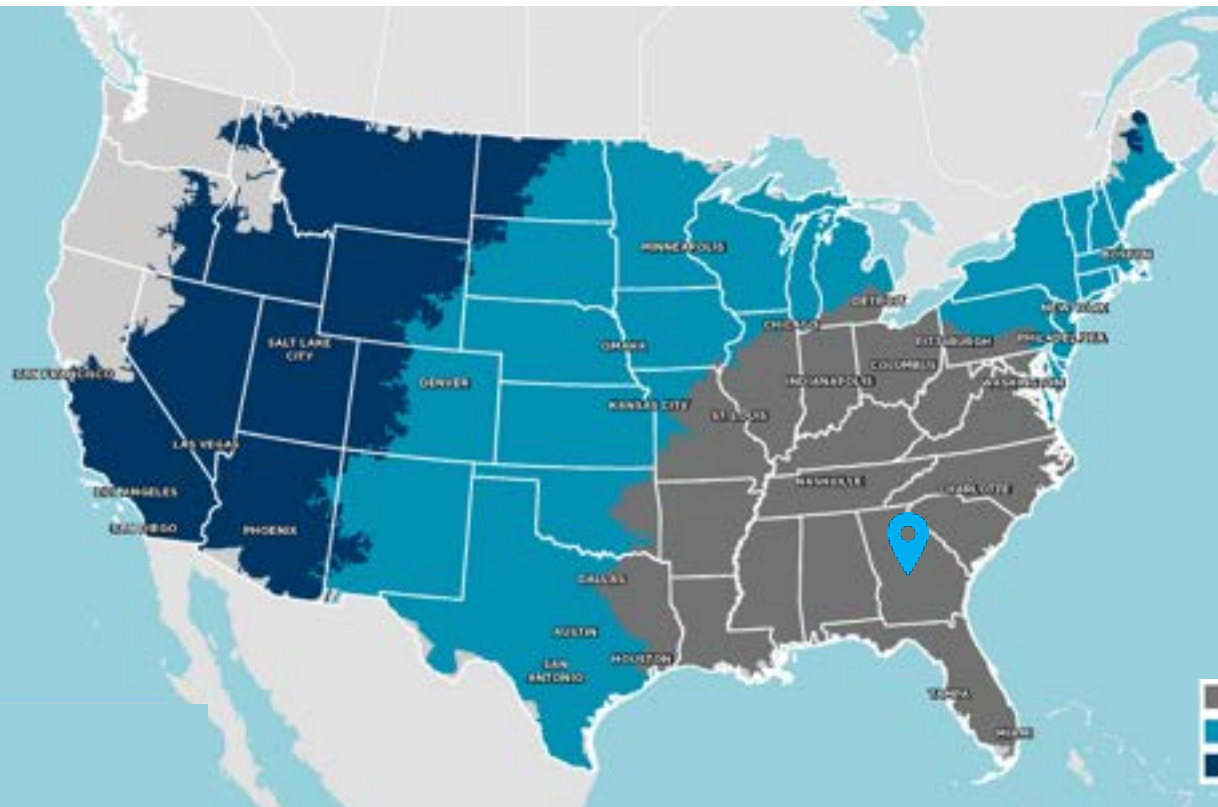 MINNEAPOLIS
BOSTON
DETROIT
NEW YORK
CHICAGO
PITTSBURGH
PHILADELPHIA
SALT LAKE
CITY
OMAHA
COLUMBUS
SAN FRANCISCO
DENVER
INDIANAPOLIS
WASHINGTON
KANSAS CITY
ST. LOUIS
LAS VEGAS
NASHVILLE
CHARLOTTE
LOS ANGELES
SAN DIEGO
PHOENIX
DALLAS
AUSTIN
HOUSTON
SAN
ANTONIO
TAMPA
MIAMI